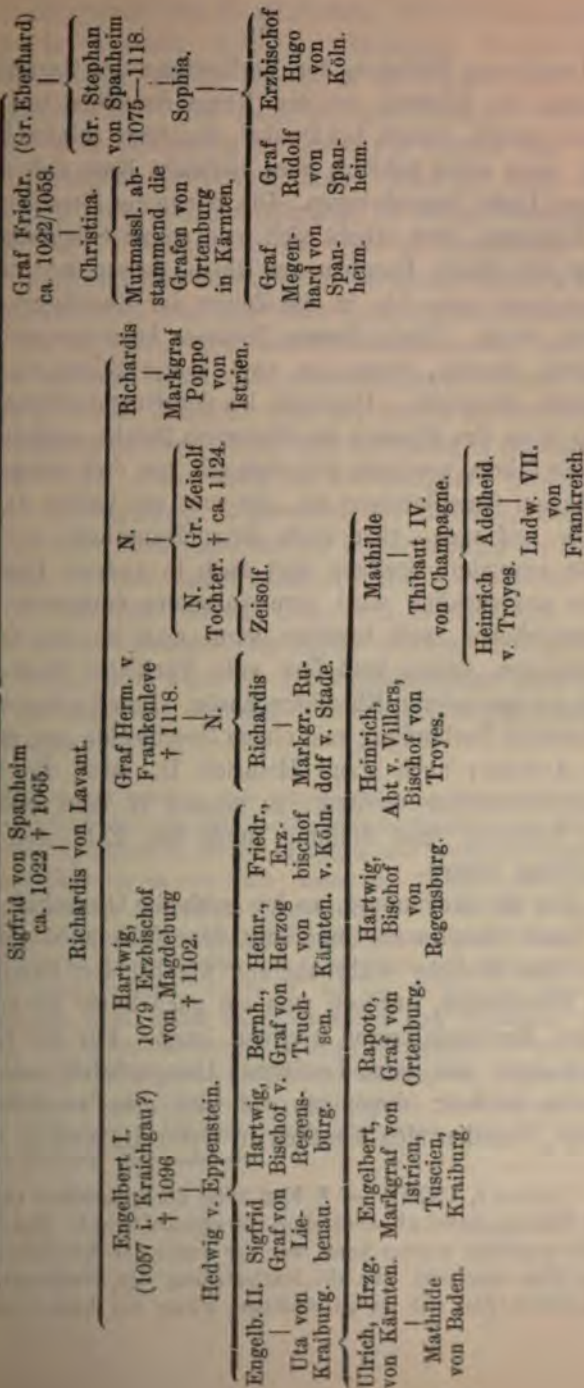 Sigfrid von Spanheim
ca. 1022 † 1065.
Richardis von Lavant.
Graf Friedr. (Gr. Eberhard)
ca. 1022/1058.
Christina.
Gr. Stephan
von Spanheim
1075—1118.
Sophia.
Mutmassl. ab-
stammend die
Grafen von
Ortenburg
in Kärnten.
Graf
Megen-
hard von
Span-
heim.
Graf
Rudolf
von
Span-
heim.
Erzbischof
Hugo
von
Köln.
Engelbert I.
(1057 i. Kraichgau?)
† 1096
Hedwig v. Eppenstein.
Hartwig,
1079 Erzbischof
von Magdeburg
† 1102.
Graf Herm. v.
Frankenleve
† 1118.
N.
N.
Richardis
Markgraf
Poppo
von
Istrien.
N.
Tochter.
Gr. Zeisolf
† ca. 1124.
Zeisolf.
Richardis
Markgr. Ru-
dolf v. Stade.
Engelb. II.
Uta von
Kraiburg.
Sigfrid
Graf von
Lie-
benau.
Hartwig,
Bischof v.
Regens-
burg.
Bernh.,
Graf von
Truch-
sen.
Heinr.,
Herzog
von
Kärnten.
Friedr.,
Erz-
bischof
v. Köln.
Ulrich, Hrzg.
von Kärnten.
Mathilde
von Baden.
Engelbert,
Markgraf von
Istrien,
Tuscien,
Kraiburg.
Rapoto,
Graf von
Ortenburg.
Hartwig,
Bischof
von
Regensburg.
Heinrich,
Abt v. Villers,
Bischof von
Troyes.
Mathilde
Thibaut IV.
von Champagne.
Heinrich
v. Troyes.
Adelheid.
Ludw. VII.
von
Frankreich